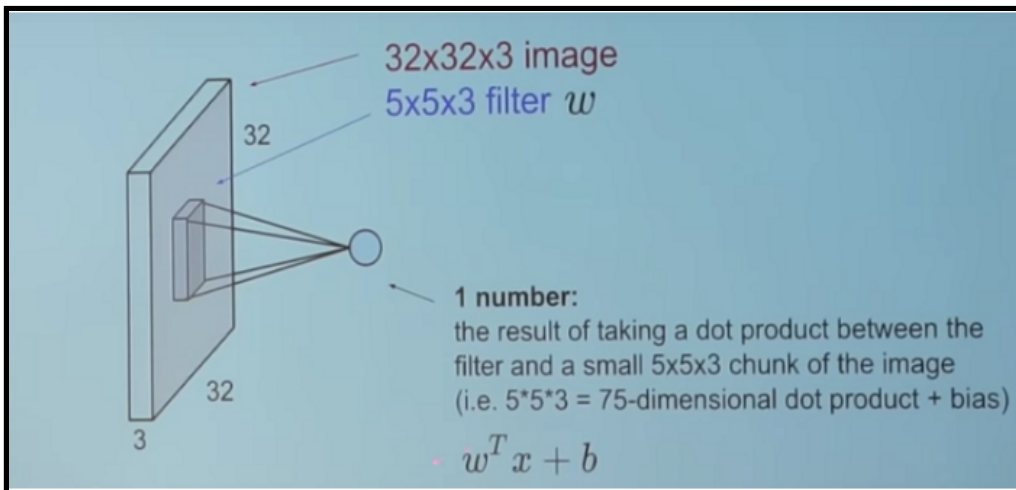 32x32x3 image
5x5x3 filter w
32
1 number:
the result of taking a dot product between the
filter and a small 5x5x3 chunk of the image
(i.e. 5*5*3 = 75-dimensional dot product + bias)
32
3
w^T x + b